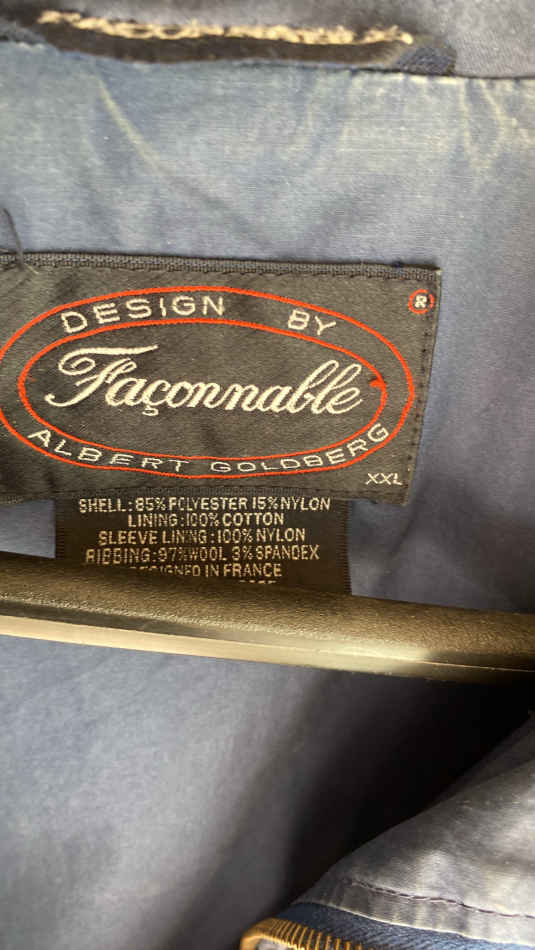 ®
DESIGN BY
Façonnable
ALBERT GOLDBERG
XXL
SHELL: 85% POLYESTER 15% NYLON
LINING: 100% COTTON
SLEEVE LINING: 100% NYLON
RIBBING: 97% WOOL 3% SPANDEX
DESIGNED IN FRANCE